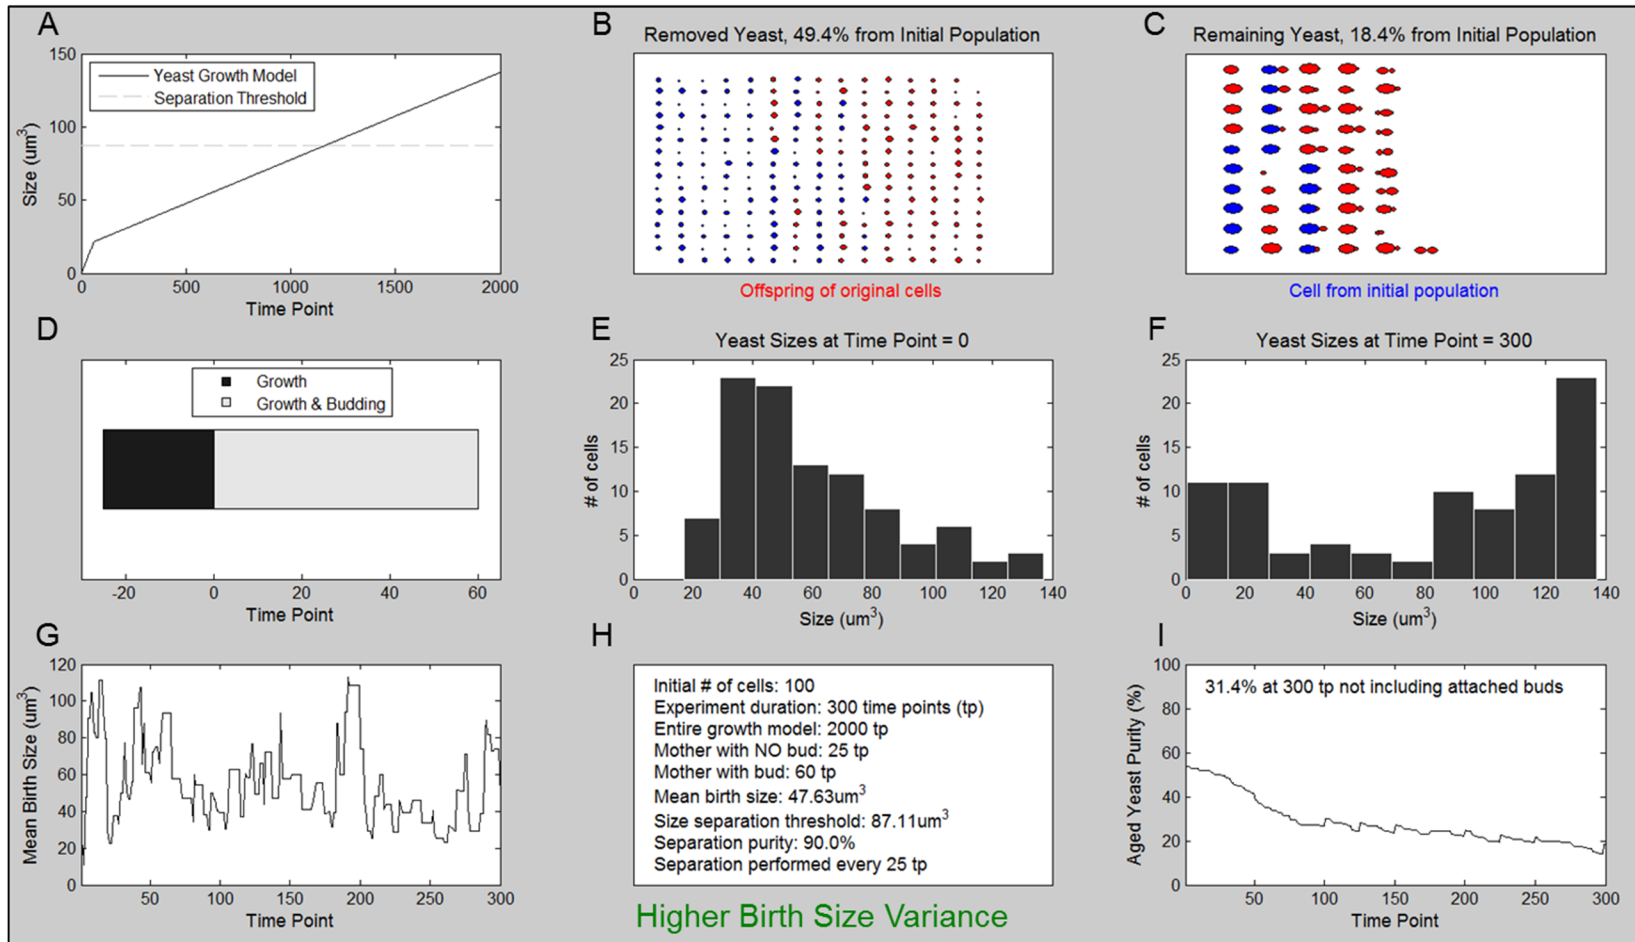 A
Yeast Growth Model
Separation Threshold
Size (um3)
150
100
50
0
0 500 1000 1500 2000
Time Point
B
Removed Yeast, 49.4% from Initial Population
Offspring of original cells
C
Remaining Yeast, 18.4% from Initial Population
Cell from initial population
D
Growth
Growth & Budding
-20 0 20 40 60
Time Point
E
Yeast Sizes at Time Point = 0
# of cells
25
20
15
10
5
0
0 20 40 60 80 100 120 140
Size (um3)
F
Yeast Sizes at Time Point = 300
# of cells
25
20
15
10
5
0
0 20 40 60 80 100 120 140
Size (um3)
G
Mean Birth Size (um3)
120
100
80
60
40
20
0
50 100 150 200 250 300
Time Point
H
Initial # of cells: 100
Experiment duration: 300 time points (tp)
Entire growth model: 2000 tp
Mother with NO bud: 25 tp
Mother with bud: 60 tp
Mean birth size: 47.63um3
Size separation threshold: 87.11um3
Separation purity: 90.0%
Separation performed every 25 tp
Higher Birth Size Variance
I
31.4% at 300 tp not including attached buds
Aged Yeast Purity (%)
100
80
60
40
20
0
0 50 100 150 200 250 300
Time Point